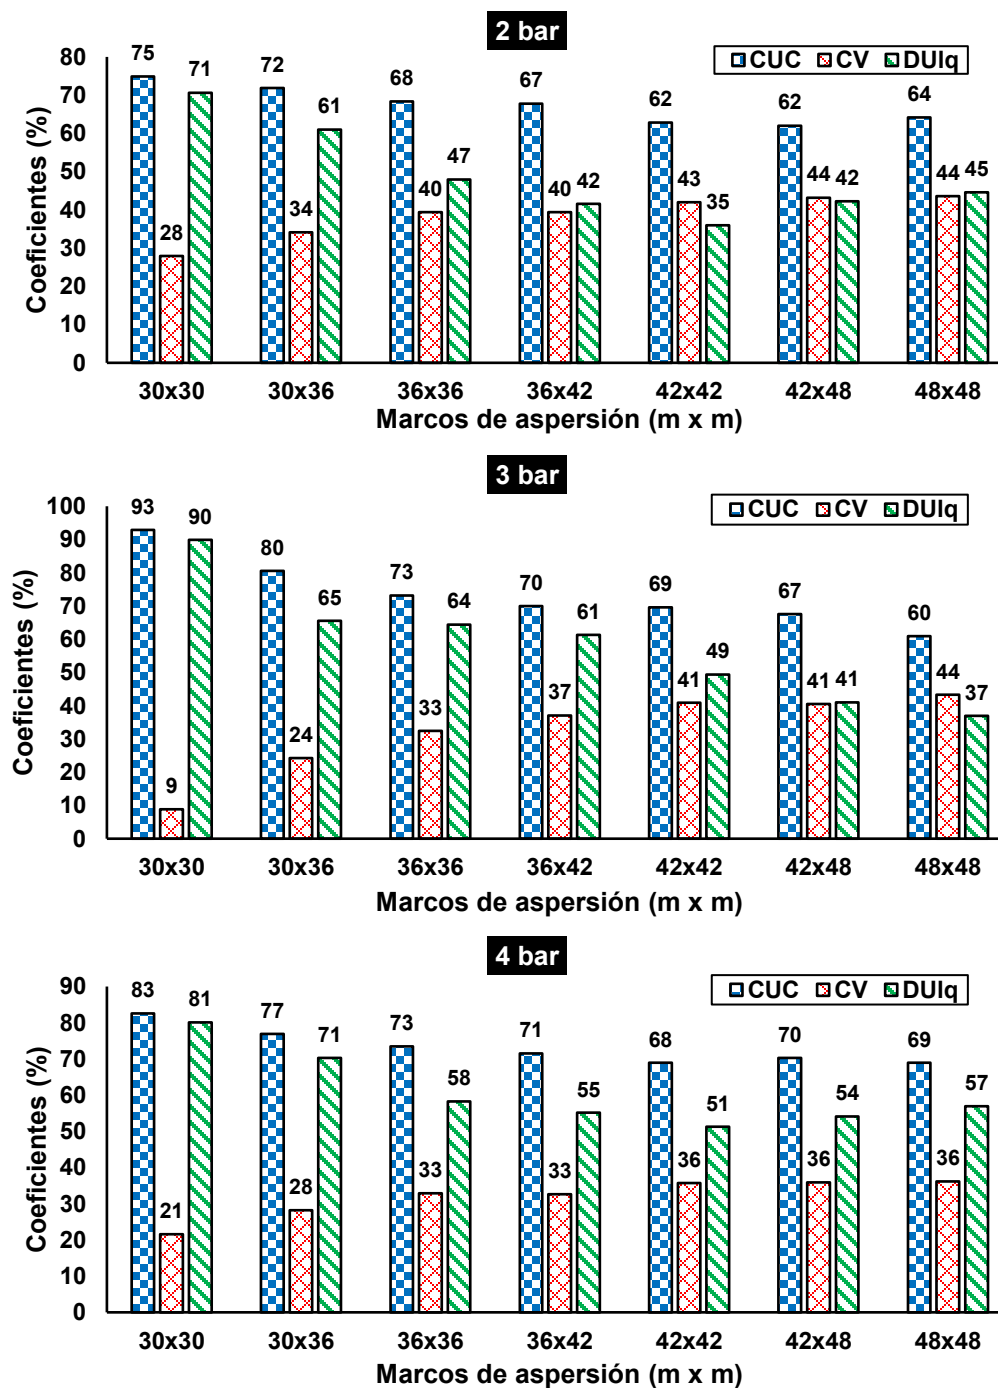 2 bar
CUC CV DUlq
Coeficientes (%)
80
70
60
50
40
30
20
10
0
75 28 71 72 34 61 68 40 47 67 40 42 62 43 35 62 44 42 64 44 45
30x30 30x36 36x36 36x42 42x42 42x48 48x48
Marcos de aspersión (m x m)
3 bar
CUC CV DUlq
Coeficientes (%)
100
90
80
70
60
50
40
30
20
10
0
93 9 90 80 24 65 73 33 64 70 37 61 69 41 49 67 41 41 60 44 37
30x30 30x36 36x36 36x42 42x42 42x48 48x48
Marcos de aspersión (m x m)
4 bar
CUC CV DUlq
Coeficientes (%)
90
80
70
60
50
40
30
20
10
0
83 21 81 77 28 71 73 33 58 71 33 55 68 36 51 70 36 54 69 36 57
30x30 30x36 36x36 36x42 42x42 42x48 48x48
Marcos de aspersión (m x m)